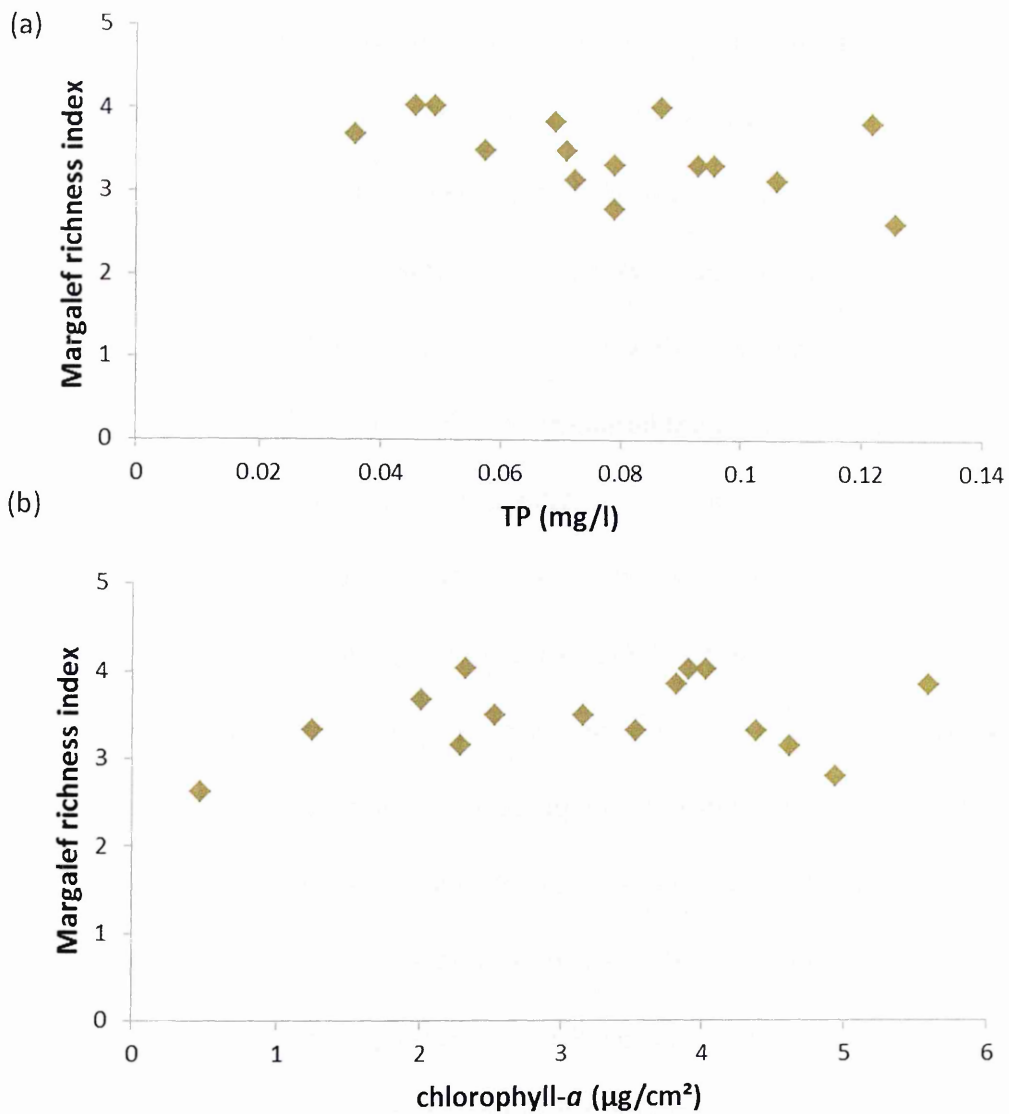 (a)
Margalef richness index
5
4
3
2
1
0
0 0.02 0.04 0.06 0.08 0.1 0.12 0.14
TP (mg/l)
(b)
Margalef richness index
5
4
3
2
1
0
0 1 2 3 4 5 6
chlorophyll-a (µg/cm²)